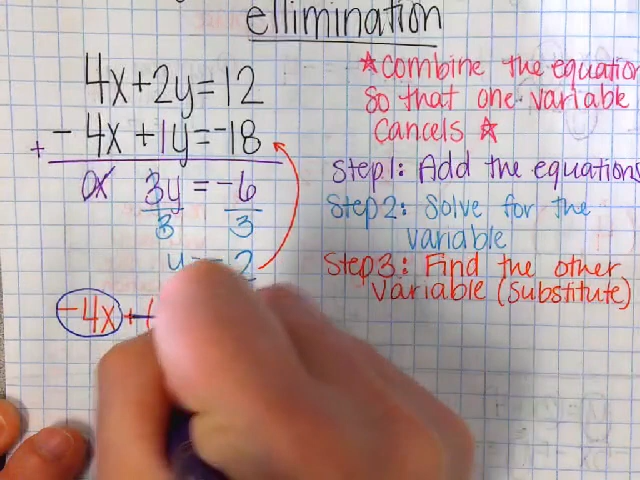 ellimination
4x+2y=12
+ -4x+1y=-18
0x 3y = -6
3 3
y=-2
-4x+
*combine the equation
so that one variable
cancels *
Step1: Add the equations
Step2: Solve for the
variable
Step3: Find the other
variable (substitute)